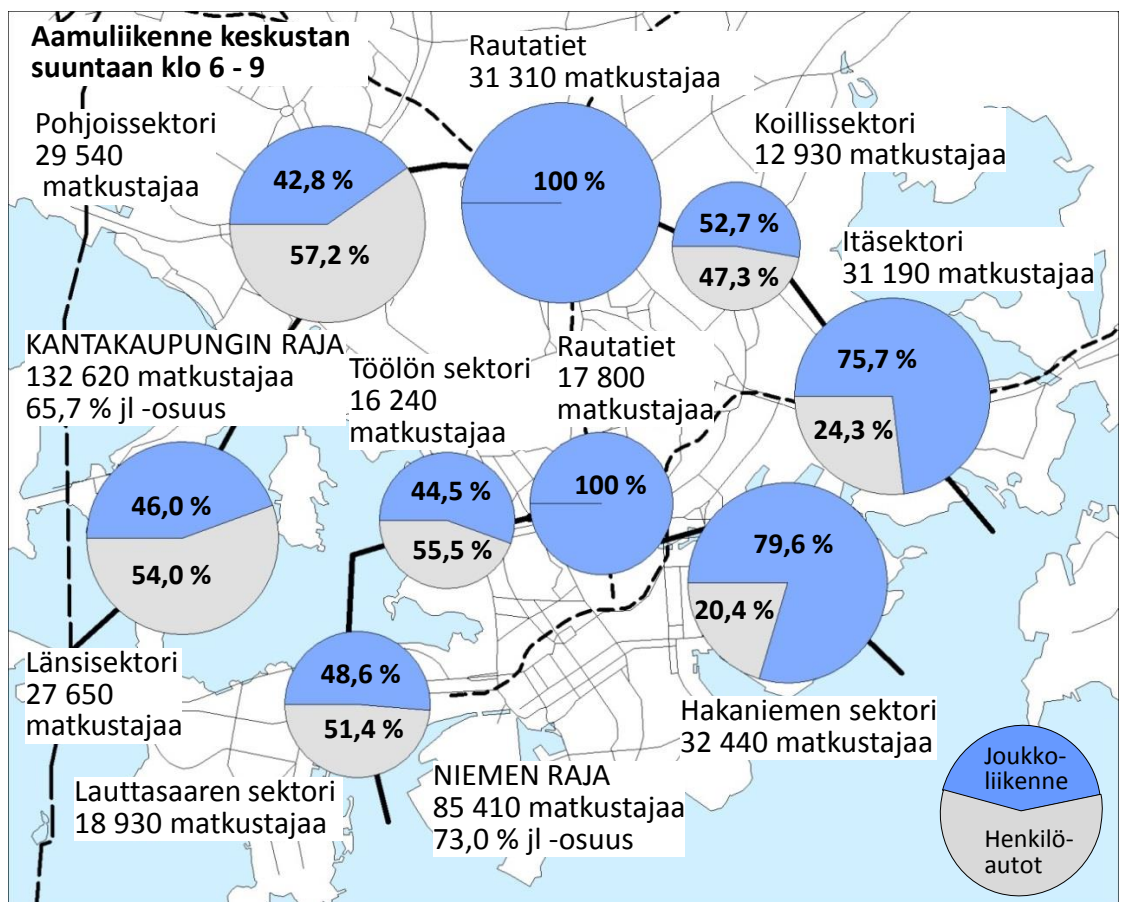 Aamuliikenne keskustan
suuntaan klo 6 - 9
Rautatiet
31 310 matkustajaa
Pohjoissektori
29 540
matkustajaa
Koillissektori
12 930 matkustajaa
42,8 %
57,2 %
100 %
52,7 %
47,3 %
Itäsektori
31 190 matkustajaa
75,7 %
24,3 %
KANTAKAUPUNGIN RAJA
132 620 matkustajaa
65,7 % jl -osuus
Töölön sektori
16 240
matkustajaa
Rautatiet
17 800
matkustajaa
46,0 %
54,0 %
44,5 %
55,5 %
100 %
79,6 %
20,4 %
Länsisektori
27 650
matkustajaa
48,6 %
51,4 %
Hakaniemen sektori
32 440 matkustajaa
Lauttasaaren sektori
18 930 matkustajaa
NIEMEN RAJA
85 410 matkustajaa
73,0 % jl -osuus
Joukko-
liikenne
Henkilö-
autot